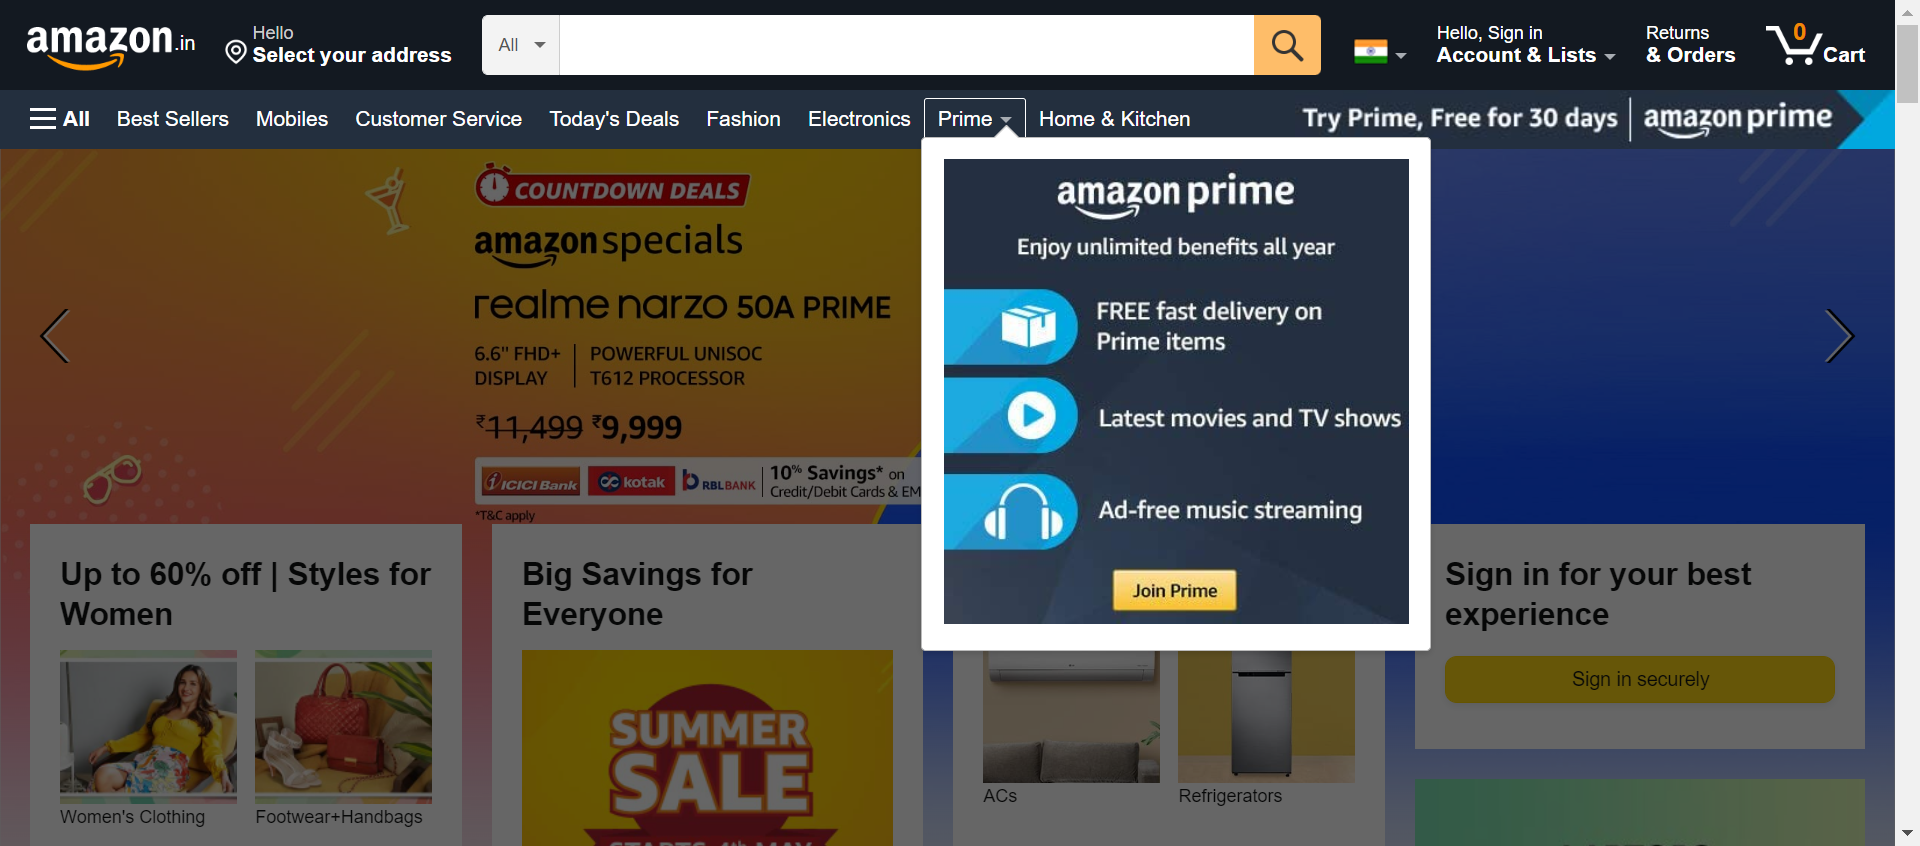 amazon.in
Hello
Select your address
All
Hello, Sign in
Account & Lists
Returns
& Orders
0
Cart
All
Best Sellers
Mobiles
Customer Service
Today's Deals
Fashion
Electronics
Prime
Home & Kitchen
Try Prime, Free for 30 days | amazon prime
COUNTDOWN DEALS
amazon specials
realme narzo 50A PRIME
6.6" FHD+
DISPLAY
POWERFUL UNISOC
T612 PROCESSOR
₹11,499 ₹9,999
ICICI Bank
kotak
RBLBANK
10% Savings* on
Credit/Debit Cards & EM
*T&C apply
amazon prime
Enjoy unlimited benefits all year
FREE fast delivery on
Prime items
Latest movies and TV shows
Ad-free music streaming
Join Prime
Up to 60% off | Styles for
Women
Women's Clothing
Footwear+Handbags
Big Savings for
Everyone
SUMMER
SALE
STARTS 4th MAY
ACs
Refrigerators
Sign in for your best
experience
Sign in securely